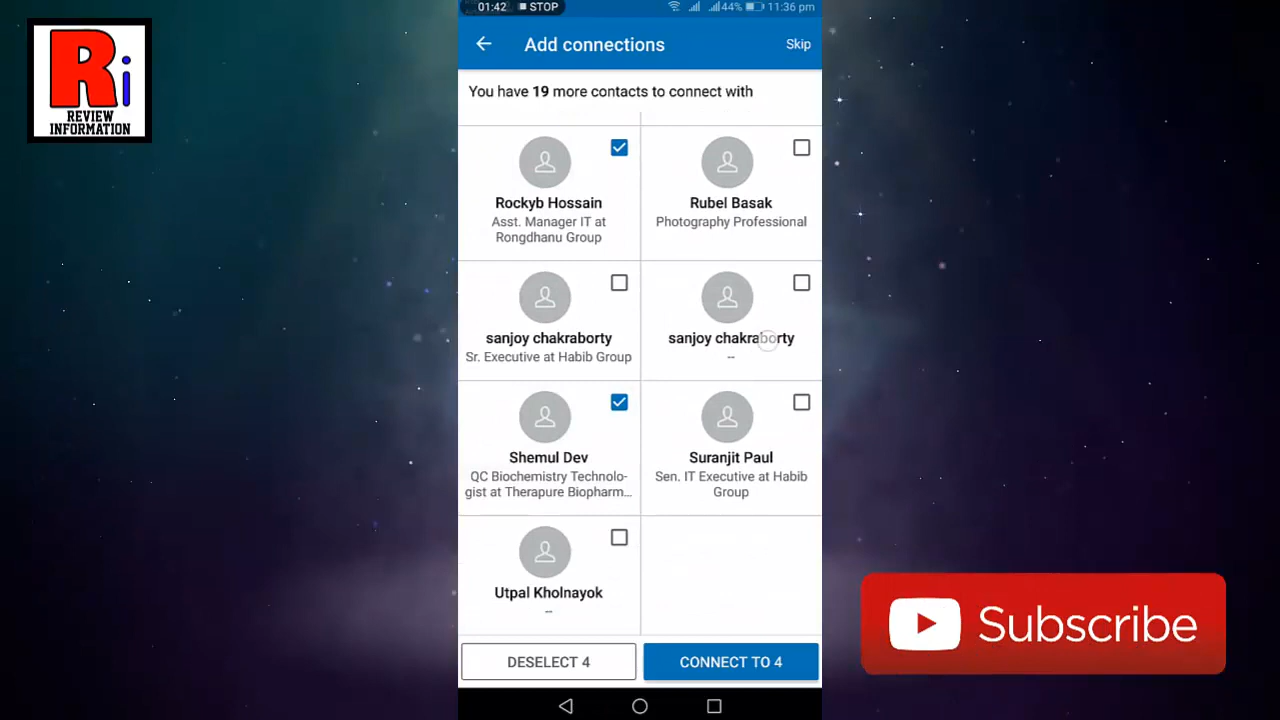 Ri
REVIEW
INFORMATION
01:42 STOP 44% 11:36 pm
Add connections
Skip
You have 19 more contacts to connect with
Rockyb Hossain
Asst. Manager IT at
Rongdhanu Group
Rubel Basak
Photography Professional
sanjoy chakraborty
Sr. Executive at Habib Group
sanjoy chakraborty
--
Shemul Dev
QC Biochemistry Technolo-
gist at Therapure Biopharm...
Suranjit Paul
Sen. IT Executive at Habib
Group
Utpal Kholnayok
--
DESELECT 4
CONNECT TO 4
Subscribe